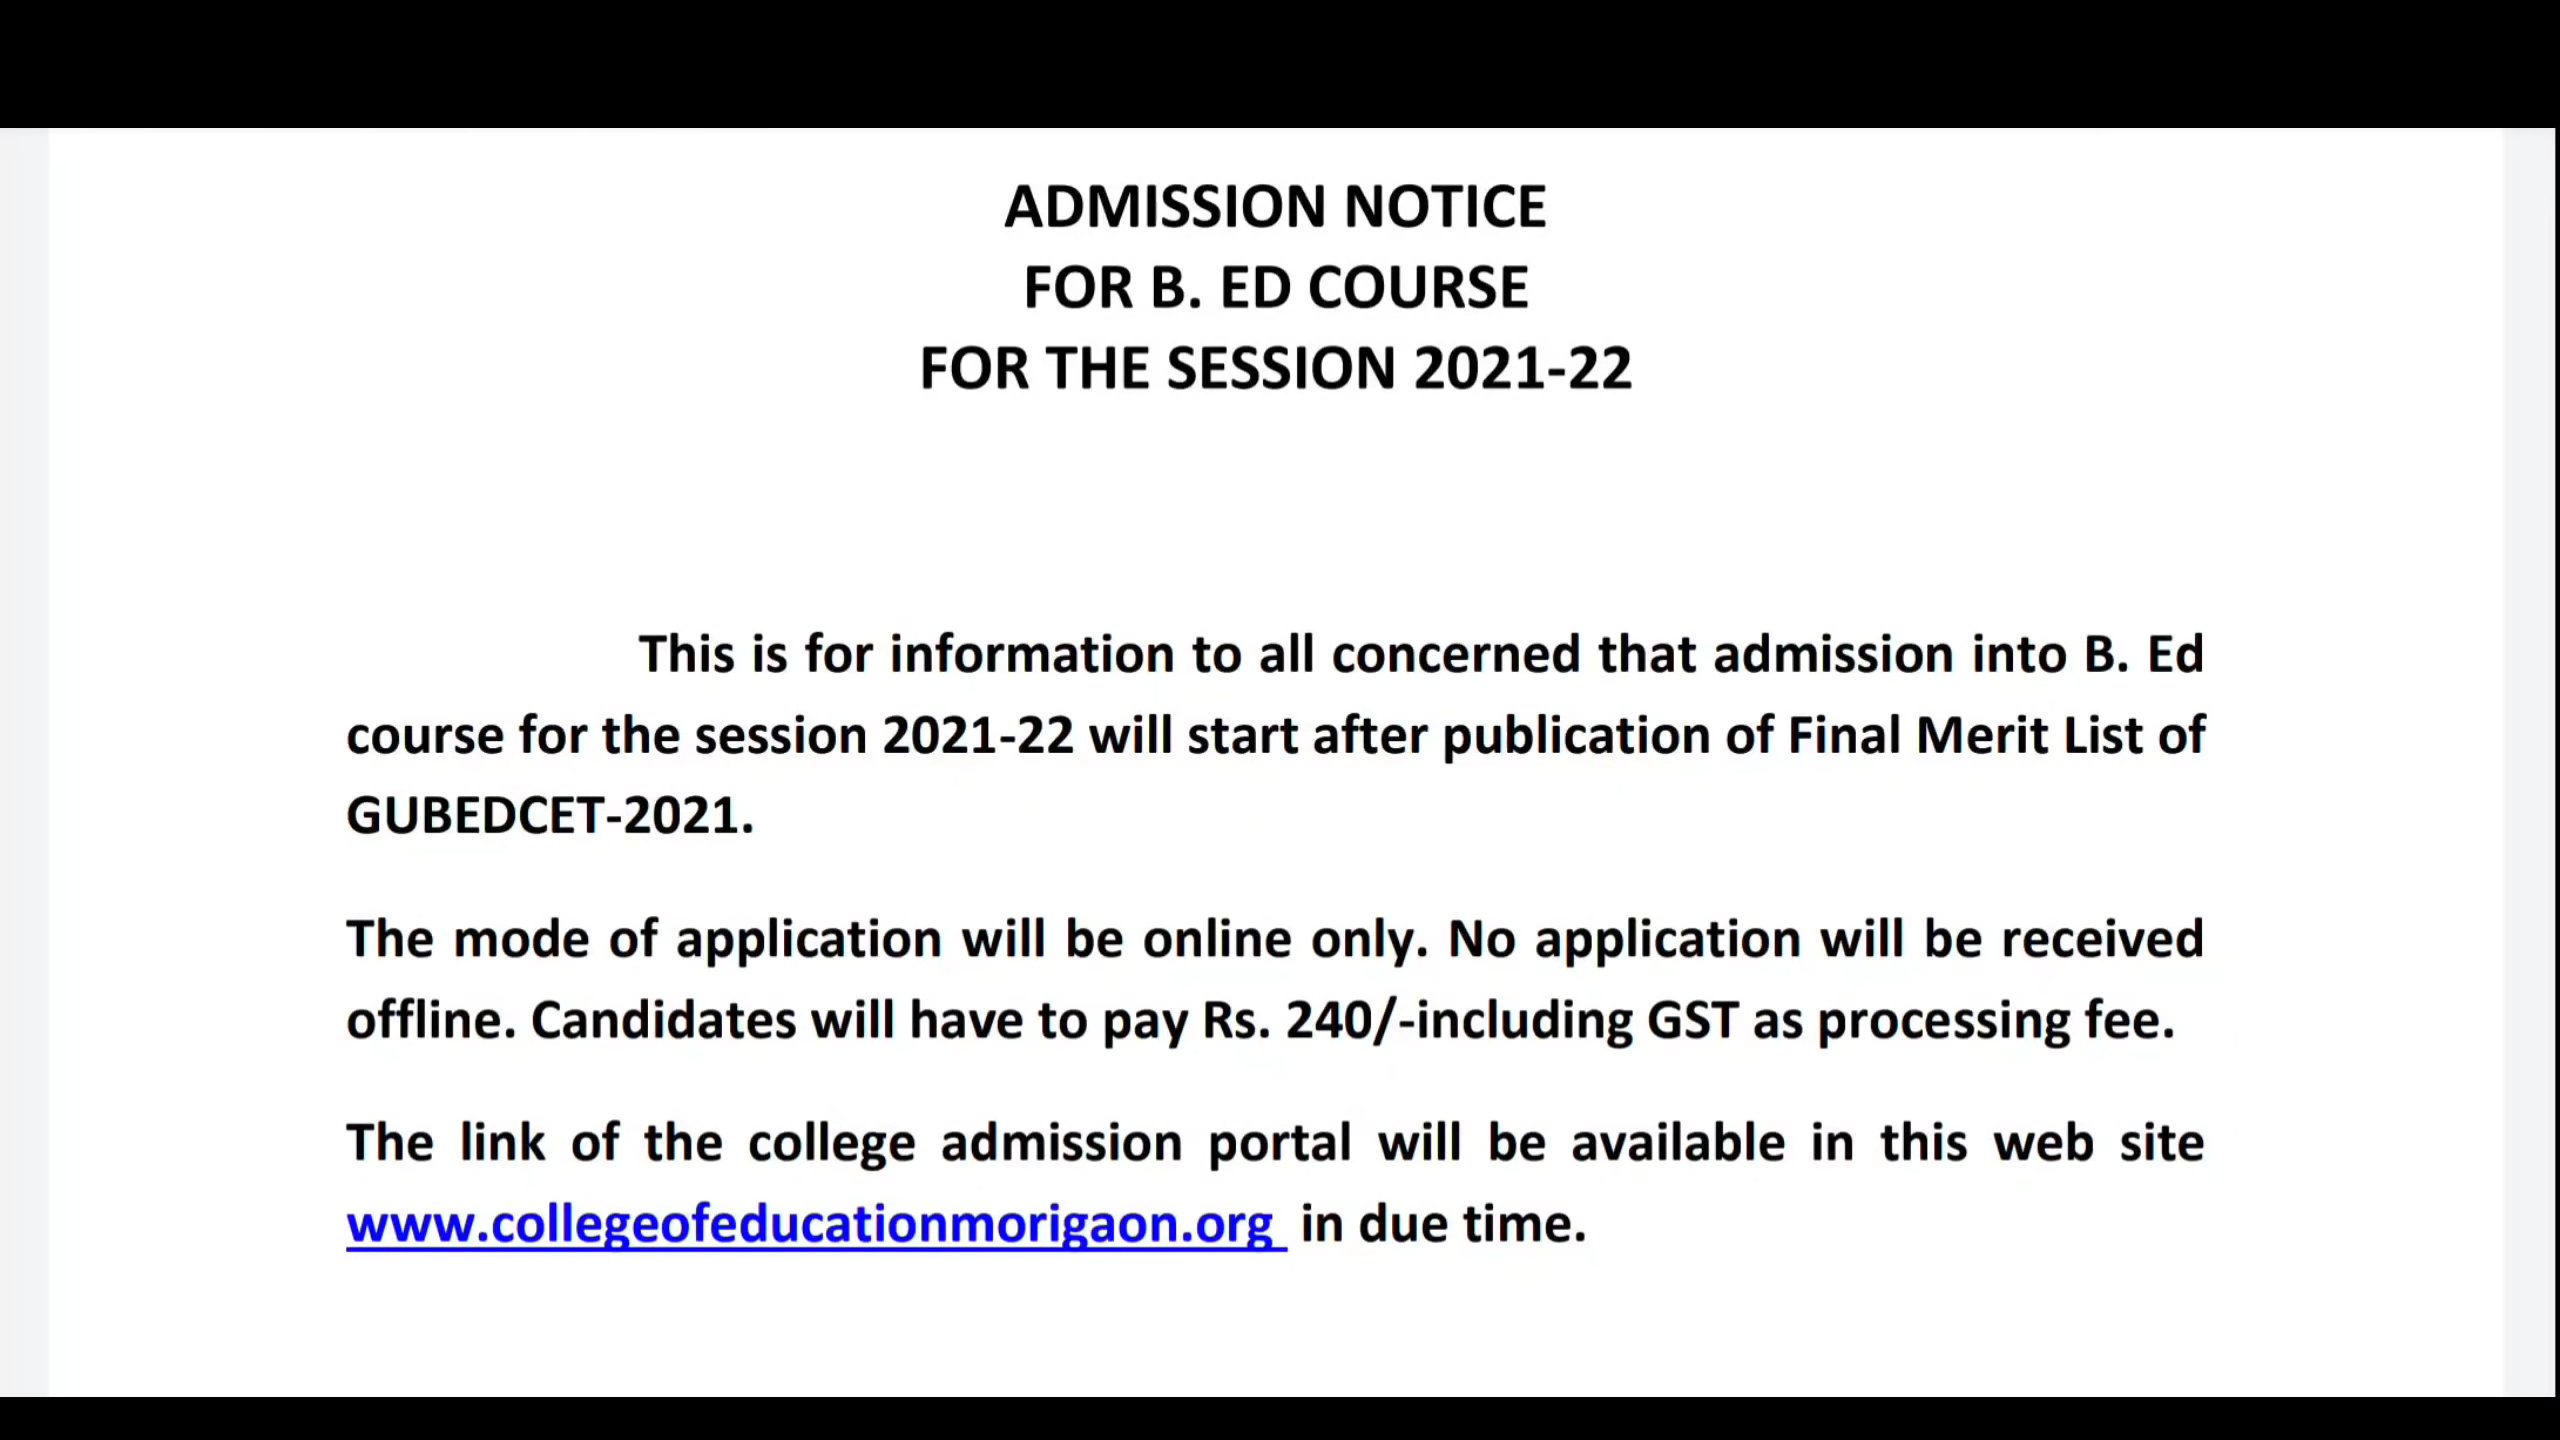 ADMISSION NOTICE
FOR B. ED COURSE
FOR THE SESSION 2021-22
This is for information to all concerned that admission into B. Ed
course for the session 2021-22 will start after publication of Final Merit List of
GUBEDCET-2021.
The mode of application will be online only. No application will be received
offline. Candidates will have to pay Rs. 240/-including GST as processing fee.
The link of the college admission portal will be available in this web site
www.collegeofeducationmorigaon.org in due time.